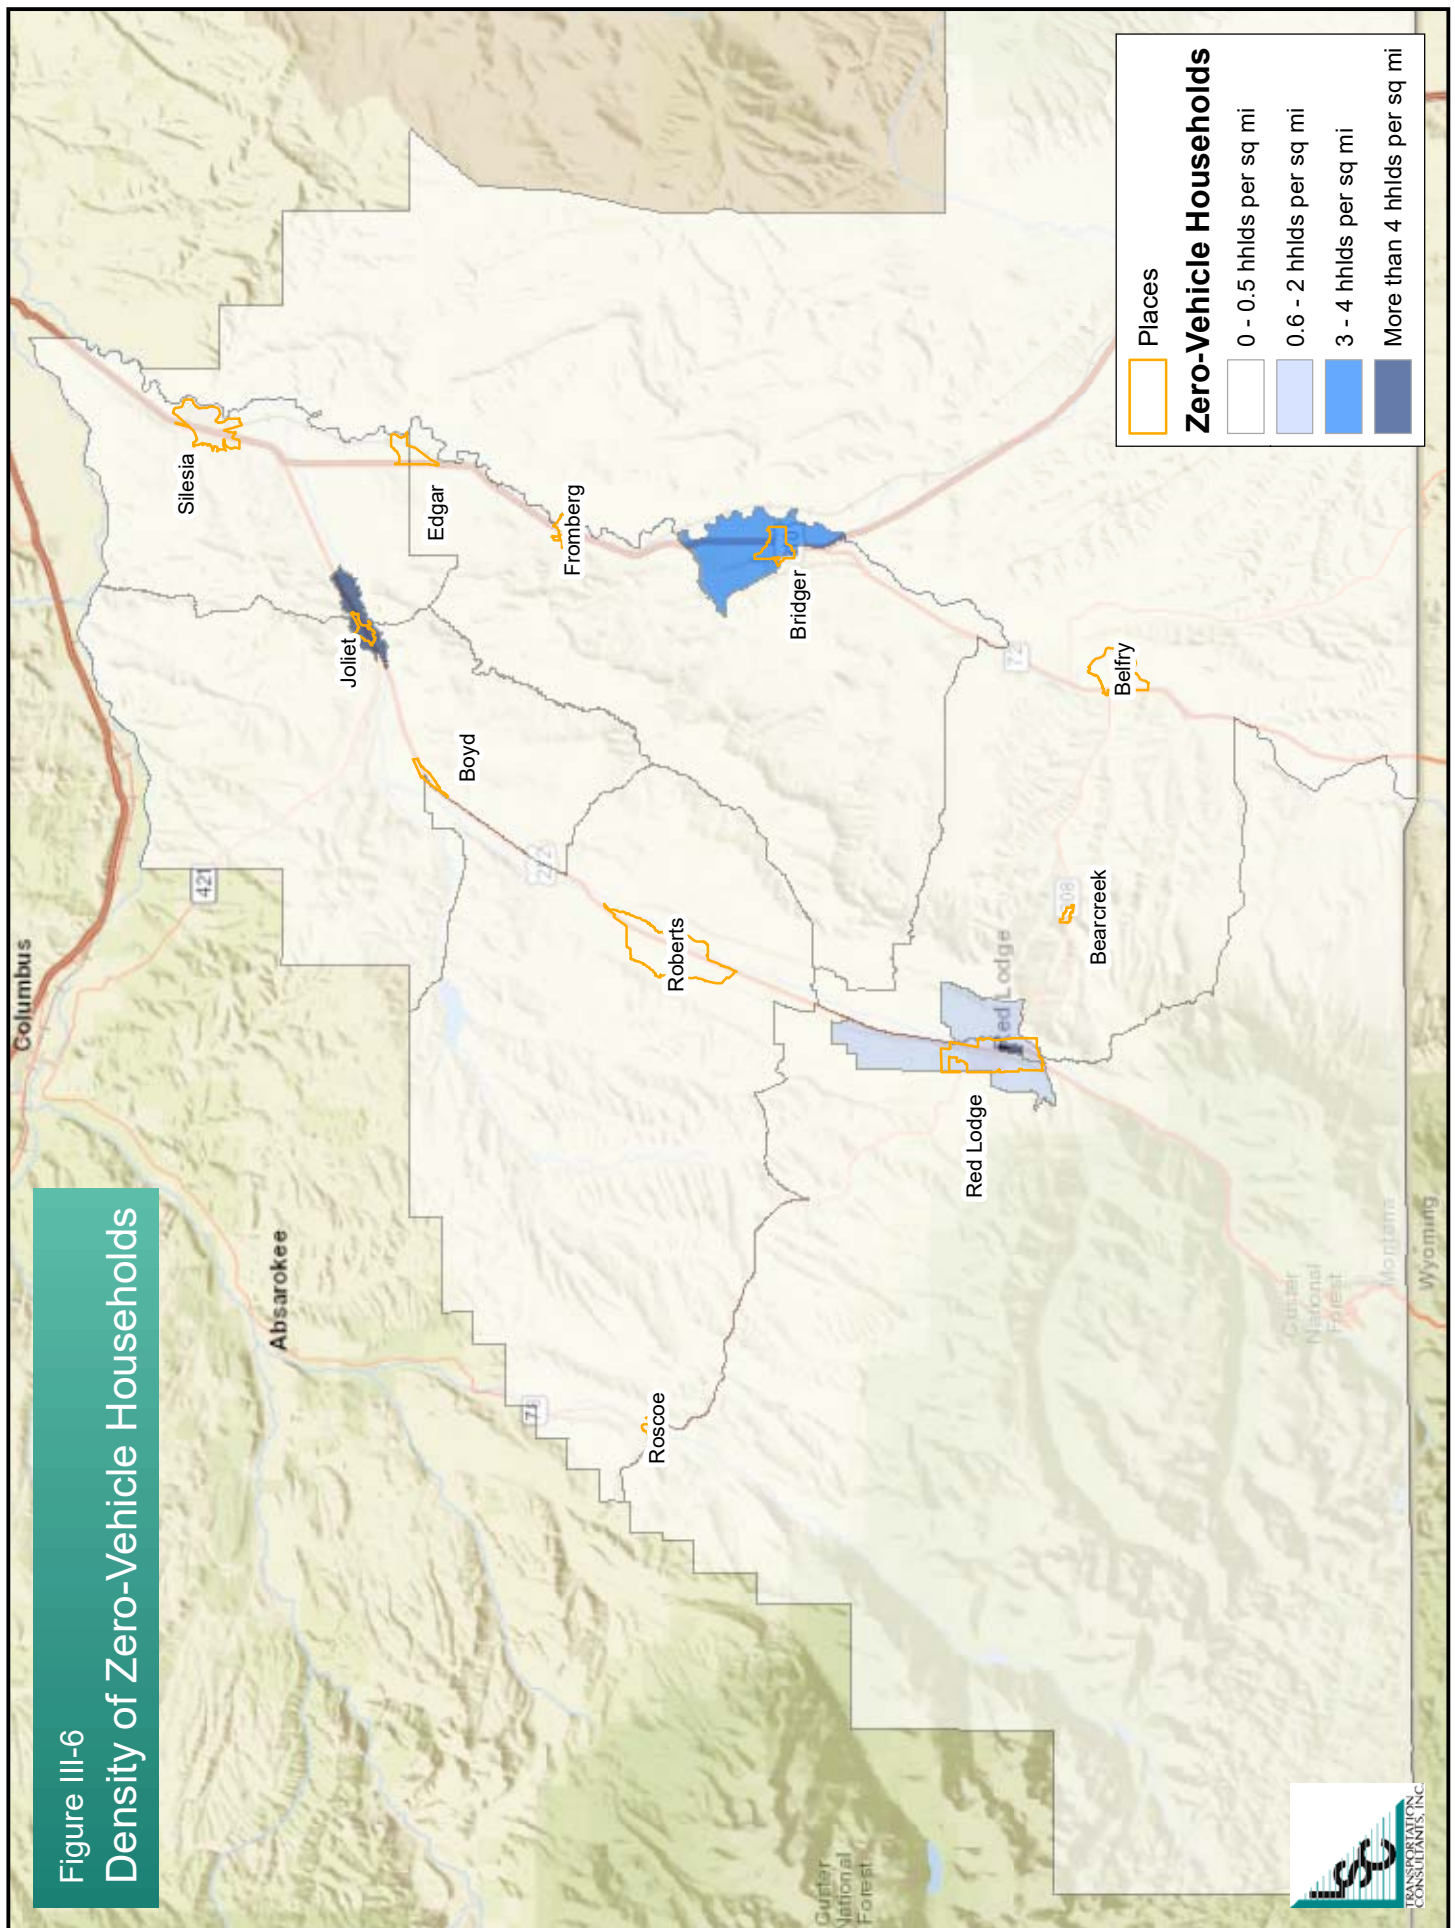 Figure III-6
Density of Zero-Vehicle Households
Columbus
Absarokee
421
78
Silesia
Edgar
Fromberg
Joliet
Boyd
212
Roberts
Roscoe
Bridger
72
Belfry
308
Bearcreek
Red Lodge
Red Lodge
Custer
National
Forest
Custer
National
Forest
Montana
Wyoming
Places
Zero-Vehicle Households
0 - 0.5 hhlds per sq mi
0.6 - 2 hhlds per sq mi
3 - 4 hhlds per sq mi
More than 4 hhlds per sq mi
LSC
TRANSPORTATION
CONSULTANTS, INC.